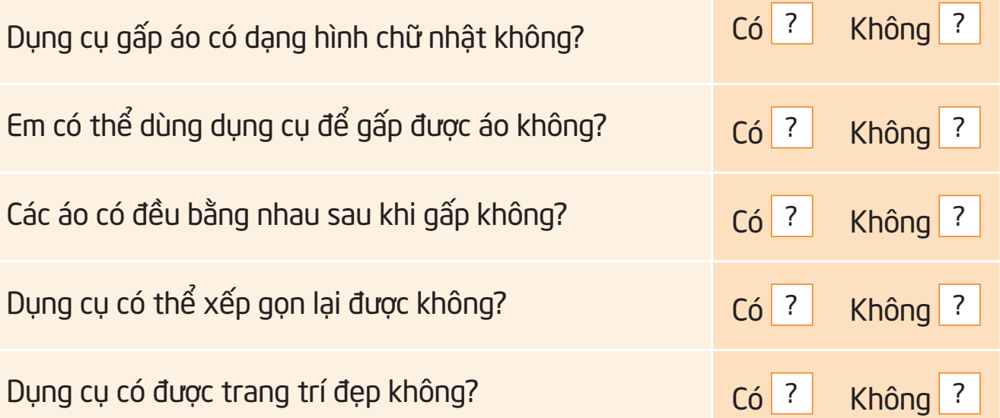 Dụng cụ gấp áo có dạng hình chữ nhật không? Có ? Không ?
Em có thể dùng dụng cụ để gấp được áo không? Có ? Không ?
Các áo có đều bằng nhau sau khi gấp không? Có ? Không ?
Dụng cụ có thể xếp gọn lại được không? Có ? Không ?
Dụng cụ có được trang trí đẹp không? Có ? Không ?